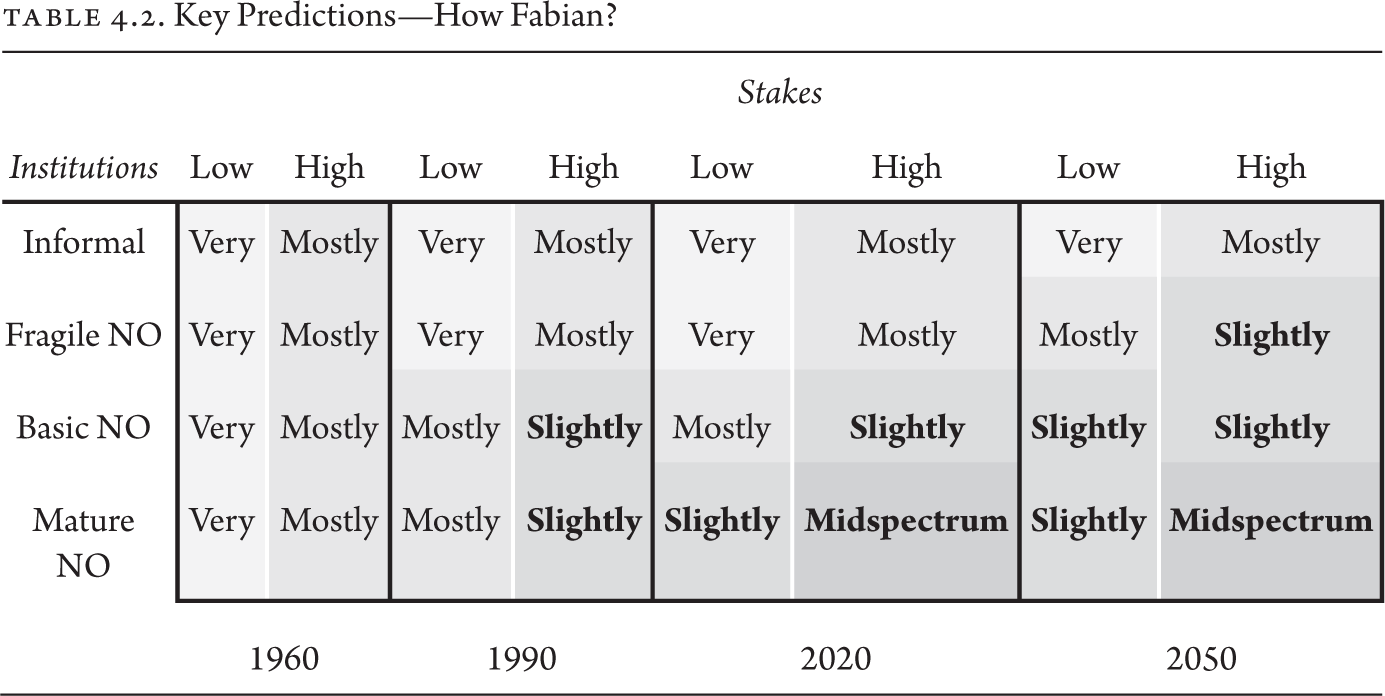 TABLE 4.2. Key Predictions—How Fabian?
Stakes
Institutions Low High Low High Low High Low High
Informal Very Mostly Very Mostly Very Mostly Very Mostly
Fragile NO Very Mostly Very Mostly Very Mostly Mostly Slightly
Basic NO Very Mostly Mostly Slightly Mostly Slightly Slightly Slightly
Mature Very Mostly Mostly Slightly Slightly Midspectrum Slightly Midspectrum
NO
1960 1990 2020 2050